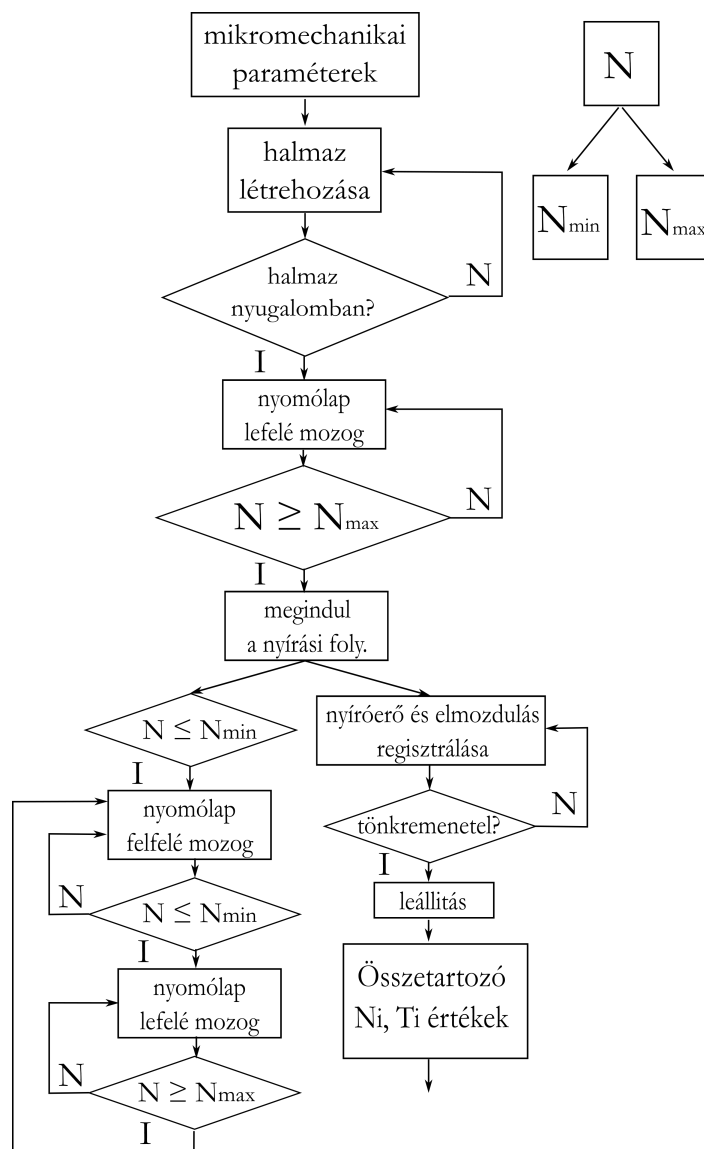 mikromechanikai
paraméterek
N
Nmin
Nmax
halmaz
létrehozása
halmaz
nyugalomban?
N
I
nyomólap
lefelé mozog
N ≥ Nmax
N
I
megindul
a nyírási foly.
N ≤ Nmin
I
nyomólap
felfelé mozog
N ≤ Nmin
N
I
nyomólap
lefelé mozog
N ≥ Nmax
N
I
nyíróerő és elmozdulás
regisztrálása
tönkremenetel?
N
I
leállitás
Összetartozó
Ni, Ti értékek